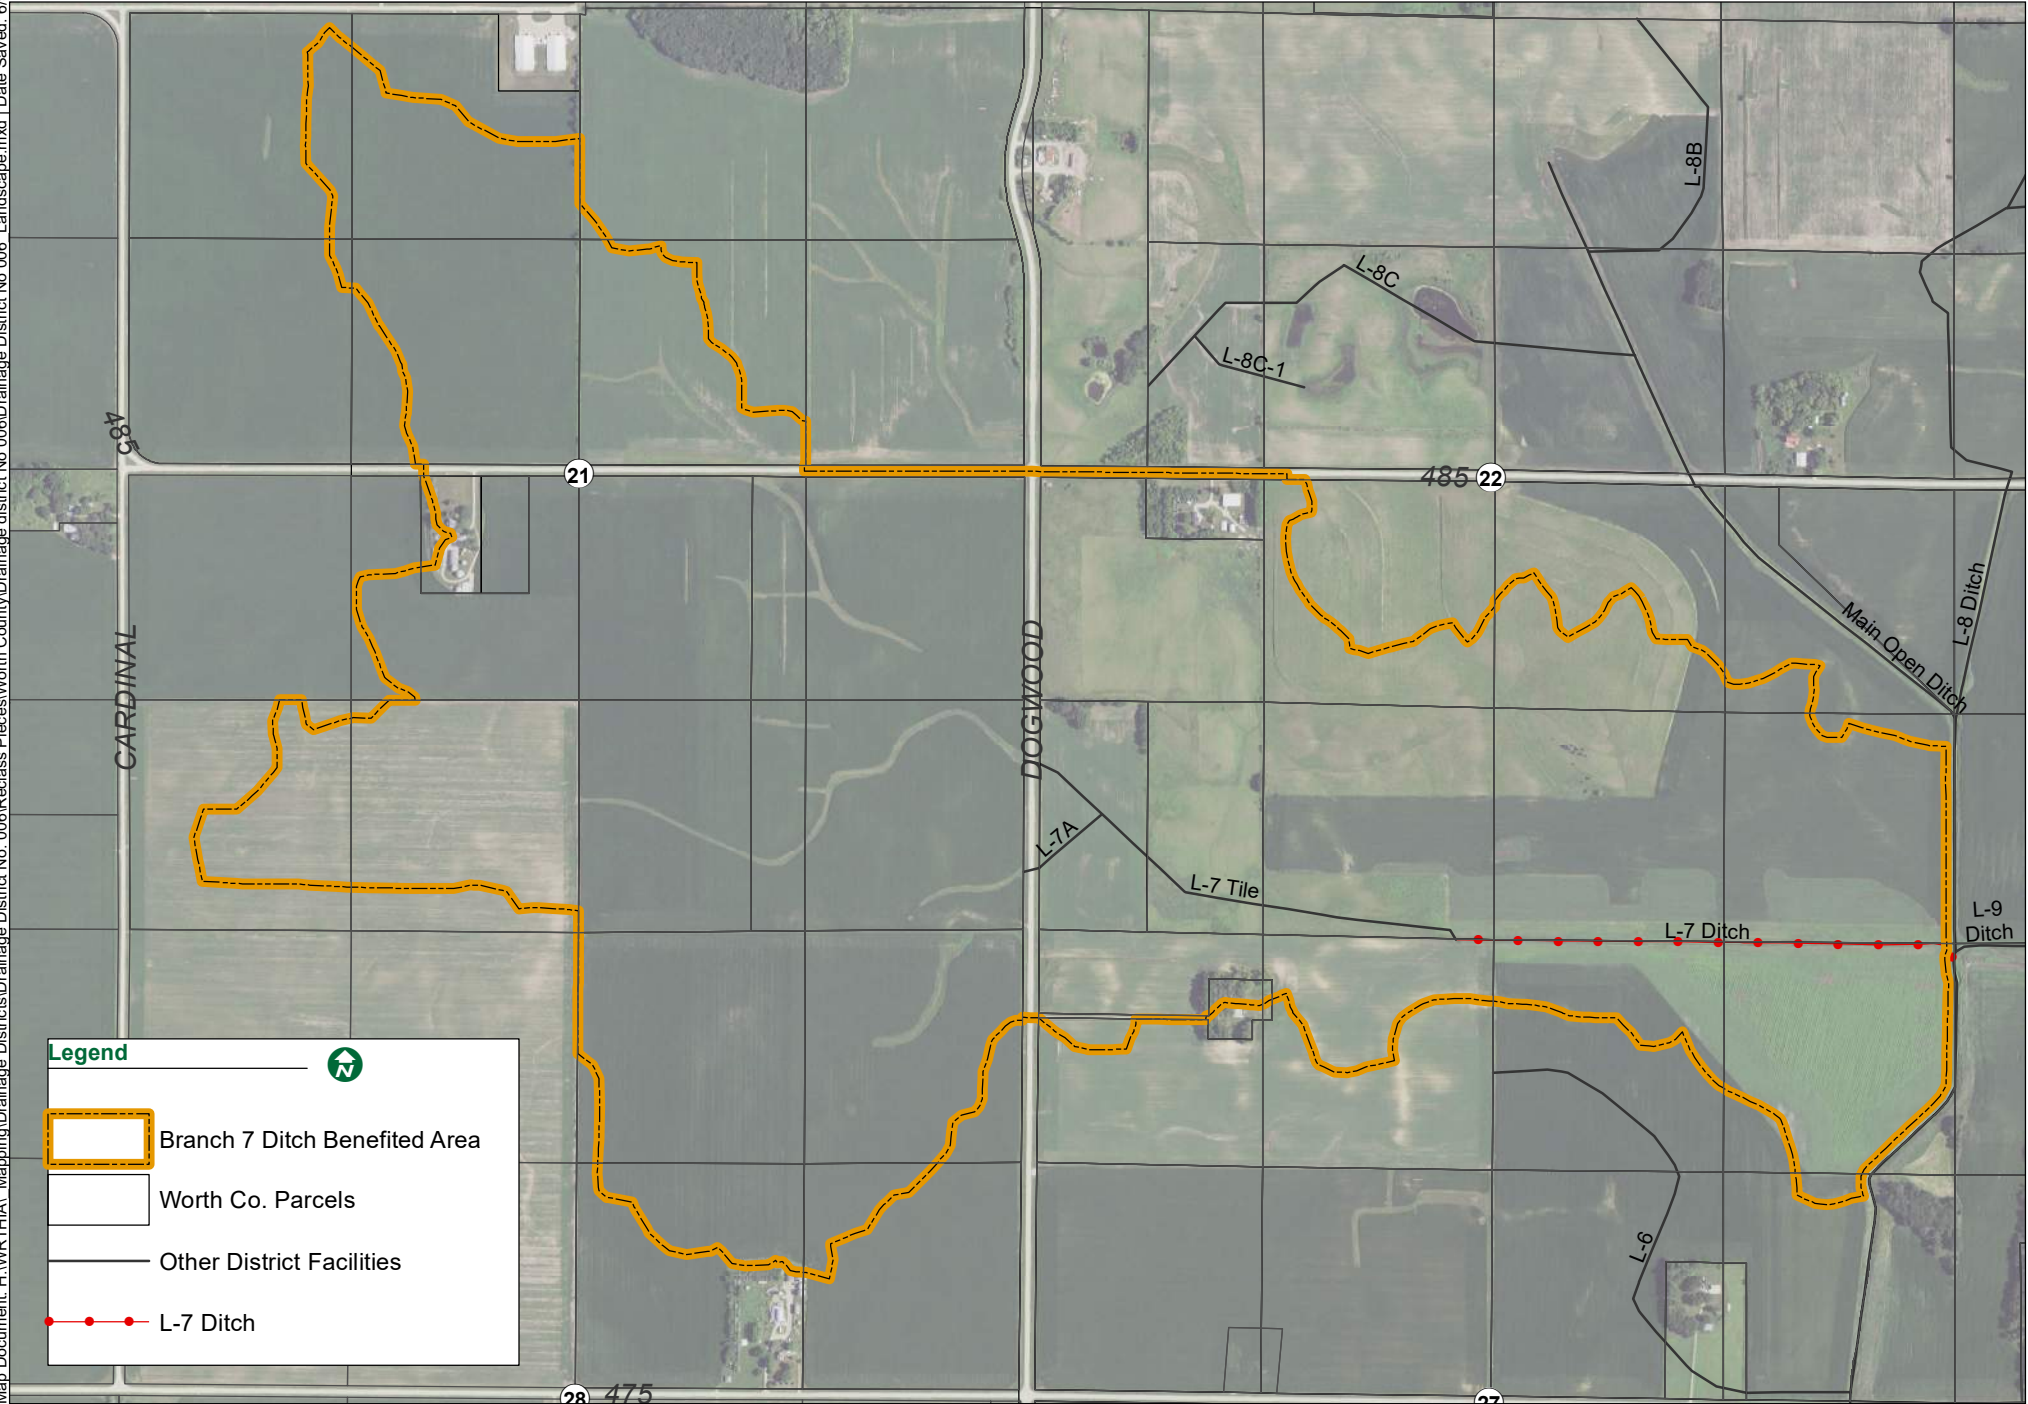 L-8B
L-8C
L-8C-1
485
21
485
22
L-8 Ditch
Main Open Ditch
CARDINAL
DOGWOOD
L-7A
L-7 Tile
L-7 Ditch
L-9
Ditch
L-6
Legend
N
Branch 7 Ditch Benefited Area
Worth Co. Parcels
Other District Facilities
L-7 Ditch
28
475
27